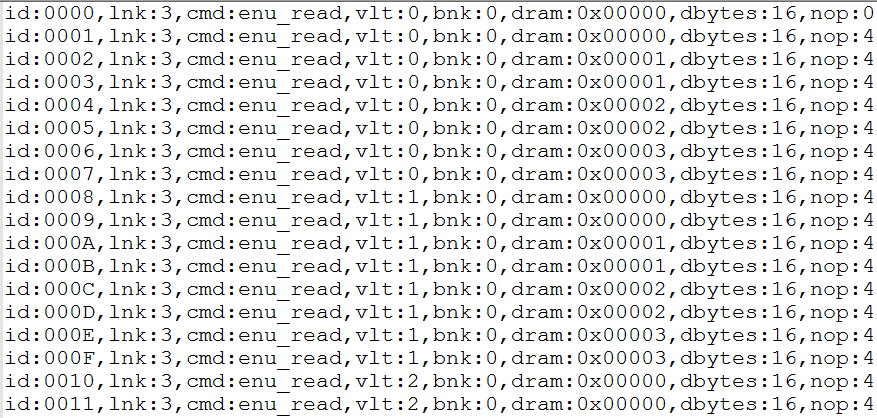 id:0000,lnk:3,cmd:enu_read,vlt:0,bnk:0,dram:0x00000,dbytes:16,nop:0
id:0001,lnk:3,cmd:enu_read,vlt:0,bnk:0,dram:0x00000,dbytes:16,nop:4
id:0002,lnk:3,cmd:enu_read,vlt:0,bnk:0,dram:0x00001,dbytes:16,nop:4
id:0003,lnk:3,cmd:enu_read,vlt:0,bnk:0,dram:0x00001,dbytes:16,nop:4
id:0004,lnk:3,cmd:enu_read,vlt:0,bnk:0,dram:0x00002,dbytes:16,nop:4
id:0005,lnk:3,cmd:enu_read,vlt:0,bnk:0,dram:0x00002,dbytes:16,nop:4
id:0006,lnk:3,cmd:enu_read,vlt:0,bnk:0,dram:0x00003,dbytes:16,nop:4
id:0007,lnk:3,cmd:enu_read,vlt:0,bnk:0,dram:0x00003,dbytes:16,nop:4
id:0008,lnk:3,cmd:enu_read,vlt:1,bnk:0,dram:0x00000,dbytes:16,nop:4
id:0009,lnk:3,cmd:enu_read,vlt:1,bnk:0,dram:0x00000,dbytes:16,nop:4
id:000A,lnk:3,cmd:enu_read,vlt:1,bnk:0,dram:0x00001,dbytes:16,nop:4
id:000B,lnk:3,cmd:enu_read,vlt:1,bnk:0,dram:0x00001,dbytes:16,nop:4
id:000C,lnk:3,cmd:enu_read,vlt:1,bnk:0,dram:0x00002,dbytes:16,nop:4
id:000D,lnk:3,cmd:enu_read,vlt:1,bnk:0,dram:0x00002,dbytes:16,nop:4
id:000E,lnk:3,cmd:enu_read,vlt:1,bnk:0,dram:0x00003,dbytes:16,nop:4
id:000F,lnk:3,cmd:enu_read,vlt:1,bnk:0,dram:0x00003,dbytes:16,nop:4
id:0010,lnk:3,cmd:enu_read,vlt:2,bnk:0,dram:0x00000,dbytes:16,nop:4
id:0011,lnk:3,cmd:enu_read,vlt:2,bnk:0,dram:0x00000,dbytes:16,nop:4